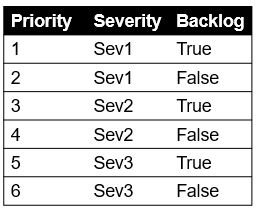 Priority Severity Backlog
1 Sev1 True
2 Sev1 False
3 Sev2 True
4 Sev2 False
5 Sev3 True
6 Sev3 False